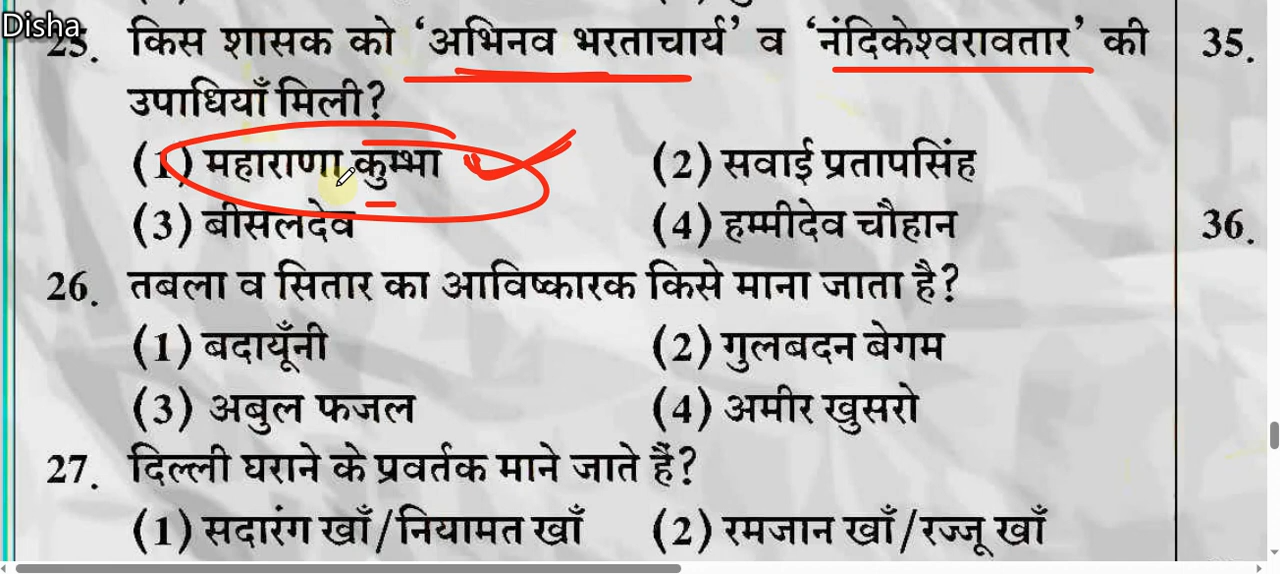 Disha
25. किस शासक को 'अभिनव भरताचार्य' व 'नंदिकेश्वरावतार' की
उपाधियाँ मिली?
(1) महाराणा कुम्भा (2) सवाई प्रतापसिंह
(3) बीसलदेव (4) हम्मीदेव चौहान
26. तबला व सितार का आविष्कारक किसे माना जाता है?
(1) बदायूँनी (2) गुलबदन बेगम
(3) अबुल फजल (4) अमीर खुसरो
27. दिल्ली घराने के प्रवर्तक माने जाते हैं?
(1) सदारंग खाँ/नियामत खाँ (2) रमजान खाँ/रज्जू खाँ
35.
36.